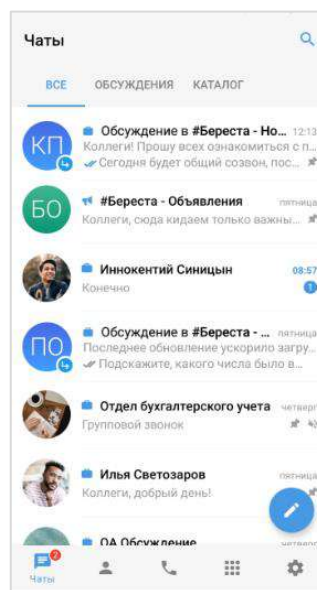 Чаты
ВСЕ ОБСУЖДЕНИЯ КАТАЛОГ
КП
Обсуждение в #Береста - Но... 12:13
Коллеги! Прошу всех ознакомиться с п...
Сегодня будет общий созвон, пос...
БО
#Береста - Объявления пятница
Коллеги, сюда кидаем только важны...
Иннокентий Синицын 08:57
Конечно 1
ПО
Обсуждение в #Береста - ... пятница
Последнее обновление ускорило загру...
Подскажите, какого числа было в...
Отдел бухгалтерского учета четверг
Групповой звонок
Илья Светозаров пятница
Коллеги, добрый день!
ОА Обсуждение четверг
2
Чаты